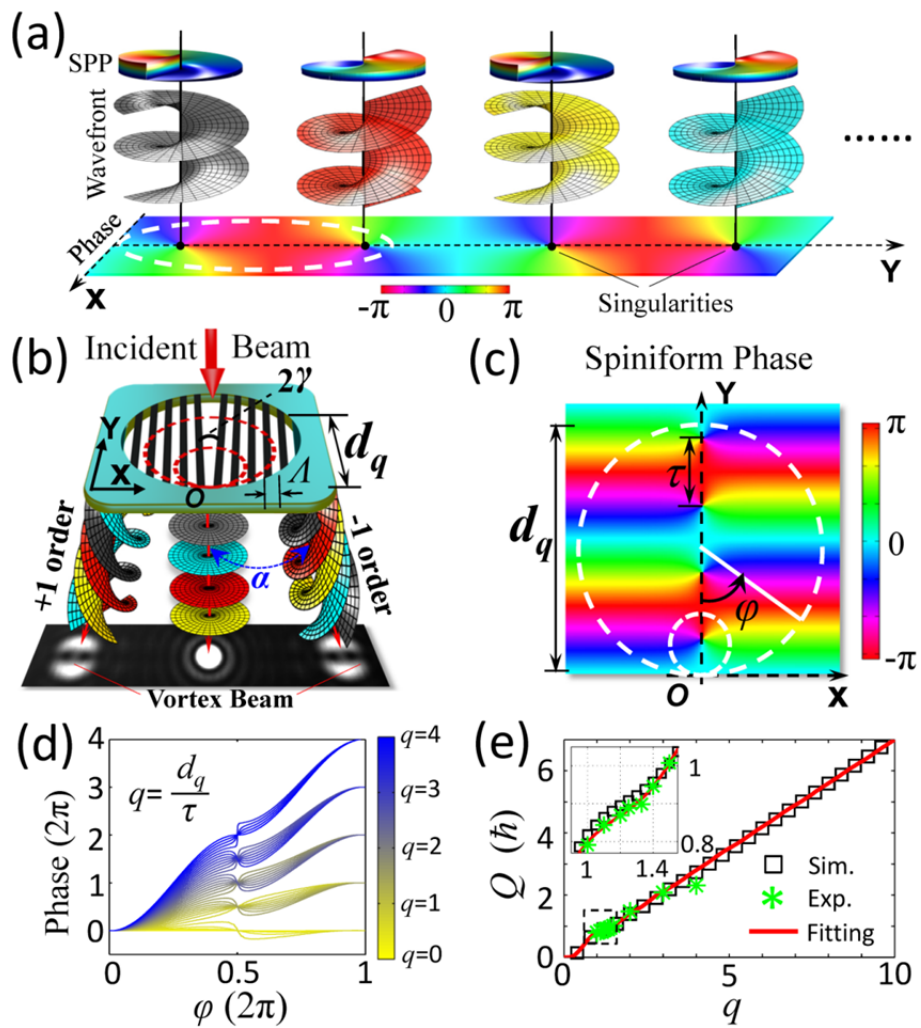 (a)
SPP
Wavefront
Phase
......
X
Y
-π 0 π
Singularities
(b)
Incident Beam
2γ
Y
X
O
Λ
d_q
+1 order
-1 order
α
Vortex Beam
(c)
Spiniform Phase
Y
π
τ
d_q
0
φ
-π
O
X
(d)
4
3
2
1
0
Phase (2π)
q = d_q / τ
0 0.5 1
φ (2π)
q=4
q=3
q=2
q=1
q=0
(e)
6
4
2
0
Q (ħ)
1
0.8
1 1.4
Sim.
Exp.
Fitting
0 5 10
q